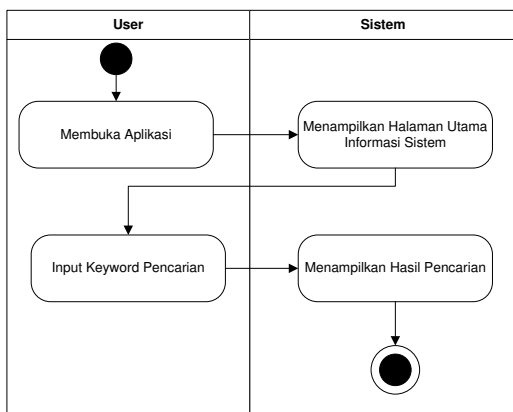 User
Sistem
Membuka Aplikasi
Menampilkan Halaman Utama
Informasi Sistem
Input Keyword Pencarian
Menampilkan Hasil Pencarian